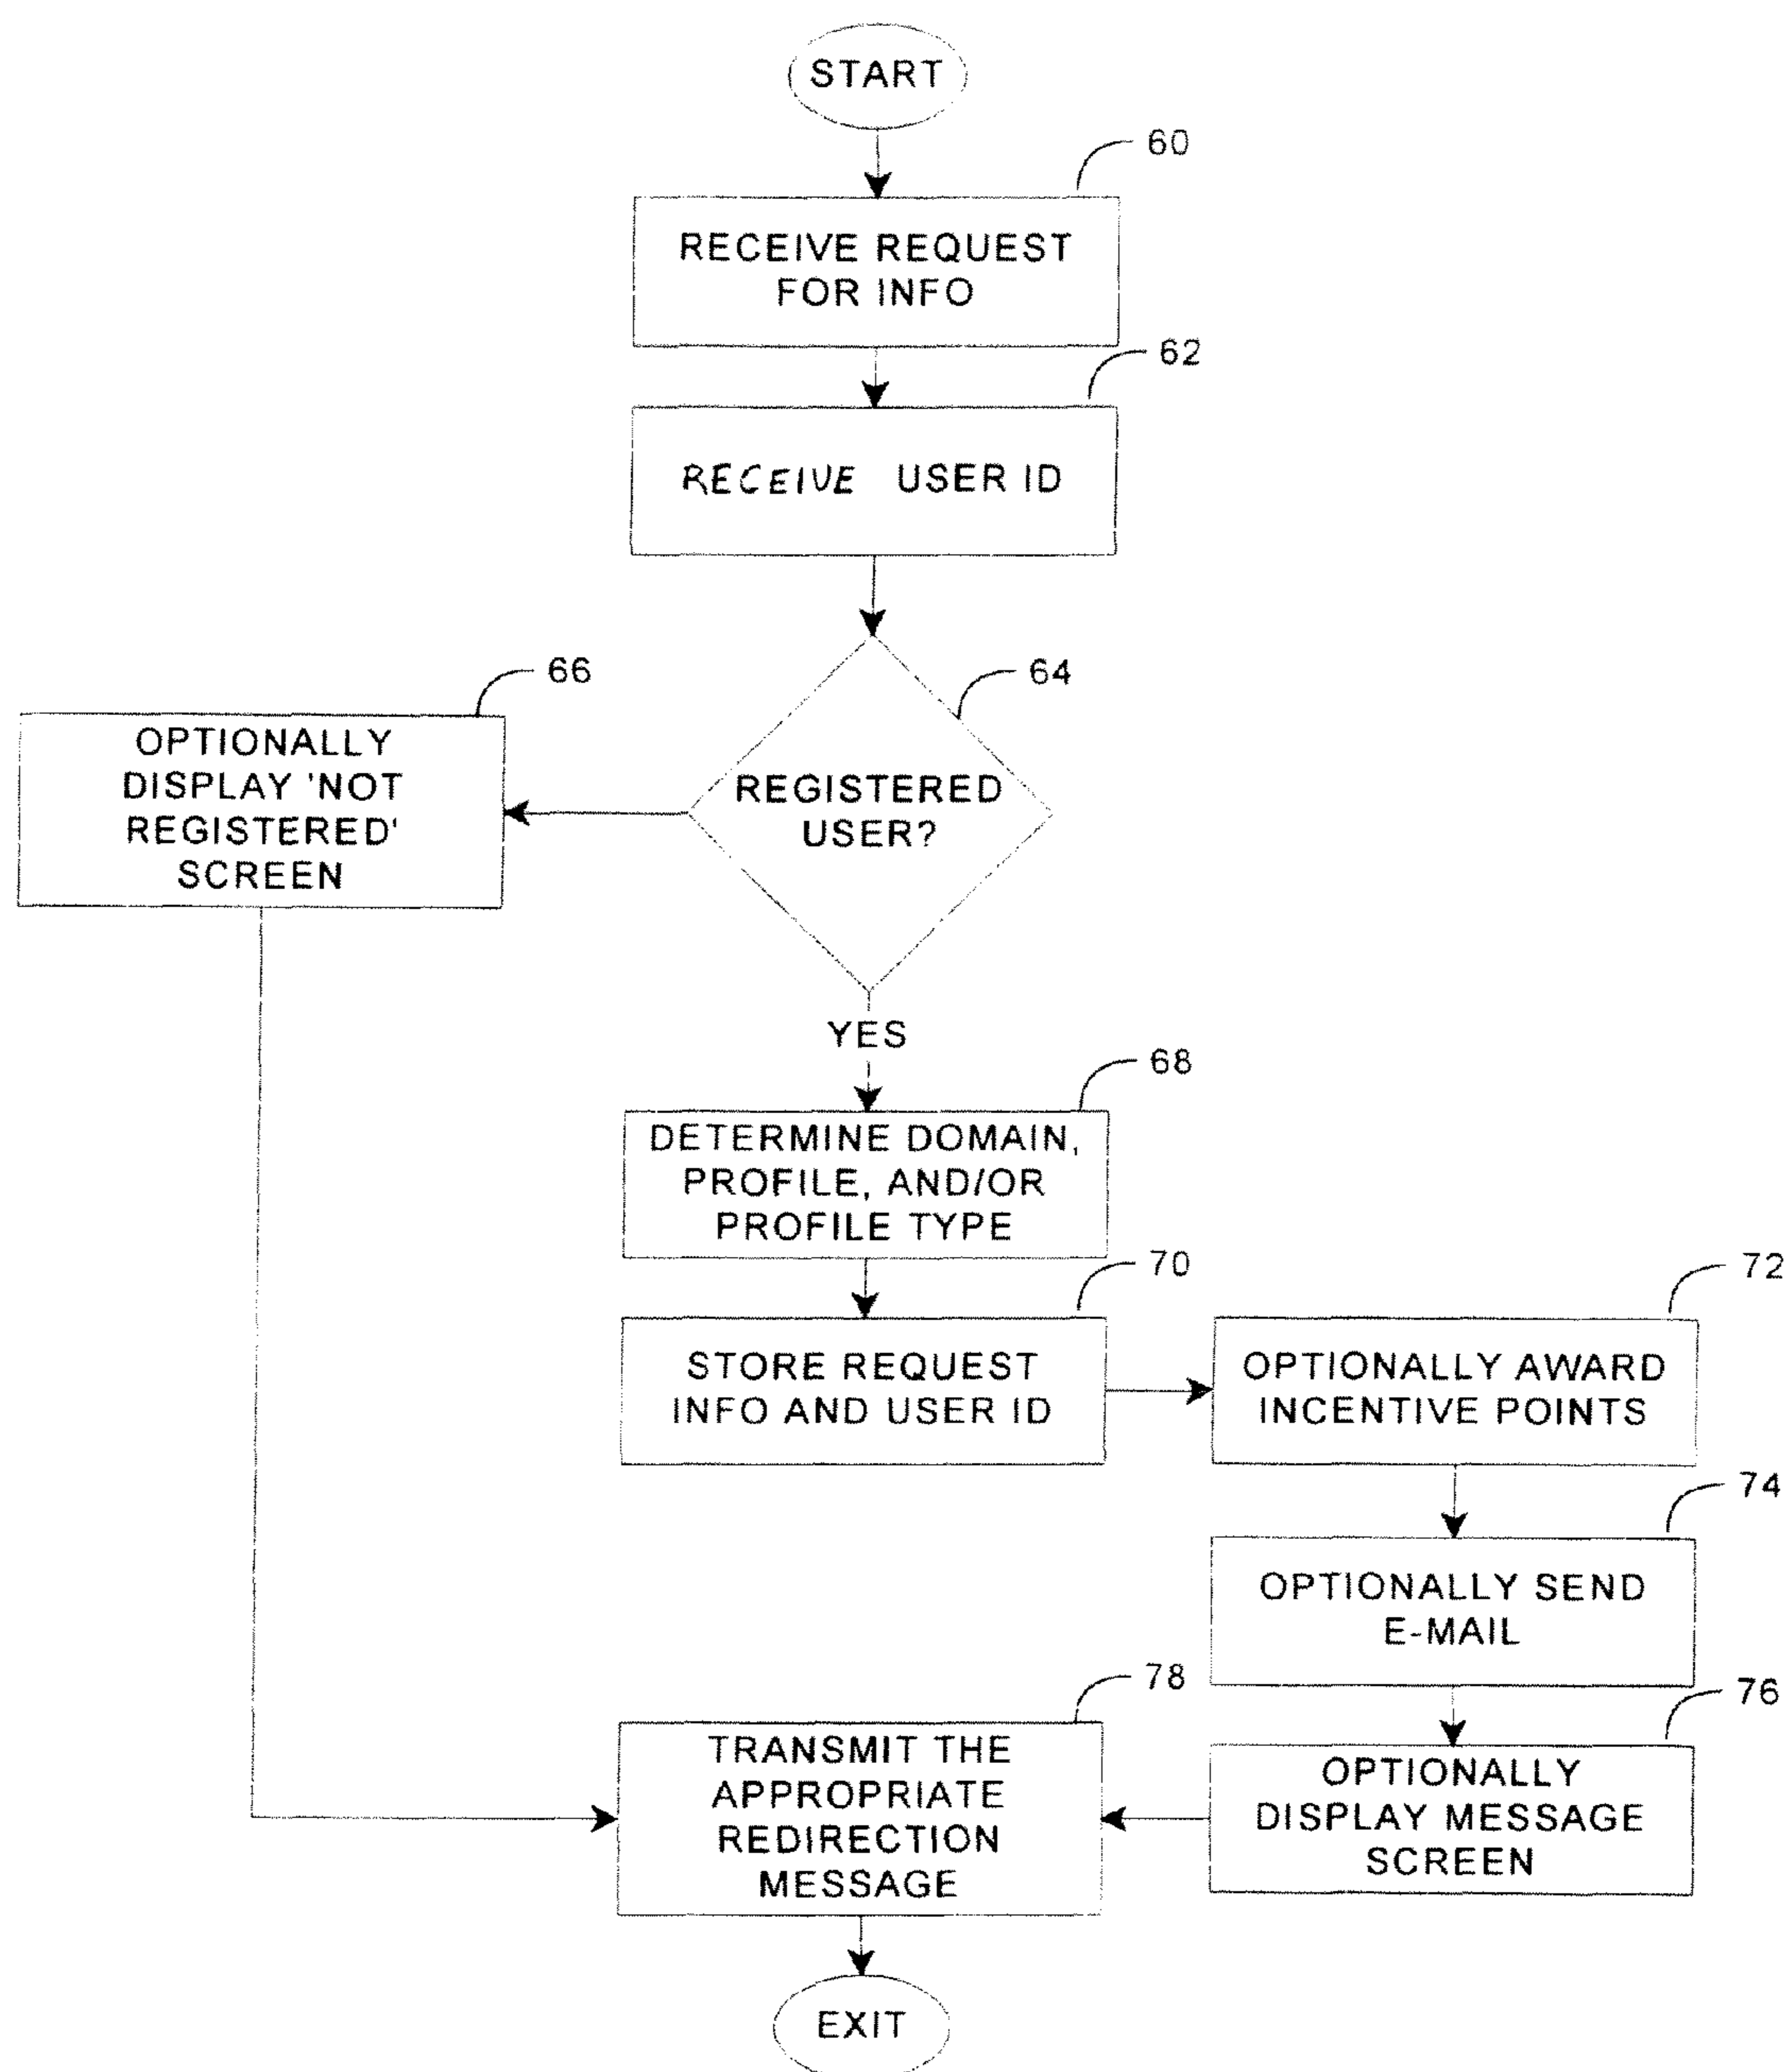 START
60
RECEIVE REQUEST
FOR INFO
62
RECEIVE USER ID
64
REGISTERED
USER?
66
OPTIONALLY
DISPLAY 'NOT
REGISTERED'
SCREEN
YES
68
DETERMINE DOMAIN,
PROFILE, AND/OR
PROFILE TYPE
70
STORE REQUEST
INFO AND USER ID
72
OPTIONALLY AWARD
INCENTIVE POINTS
74
OPTIONALLY SEND
E-MAIL
76
OPTIONALLY
DISPLAY MESSAGE
SCREEN
78
TRANSMIT THE
APPROPRIATE
REDIRECTION
MESSAGE
EXIT